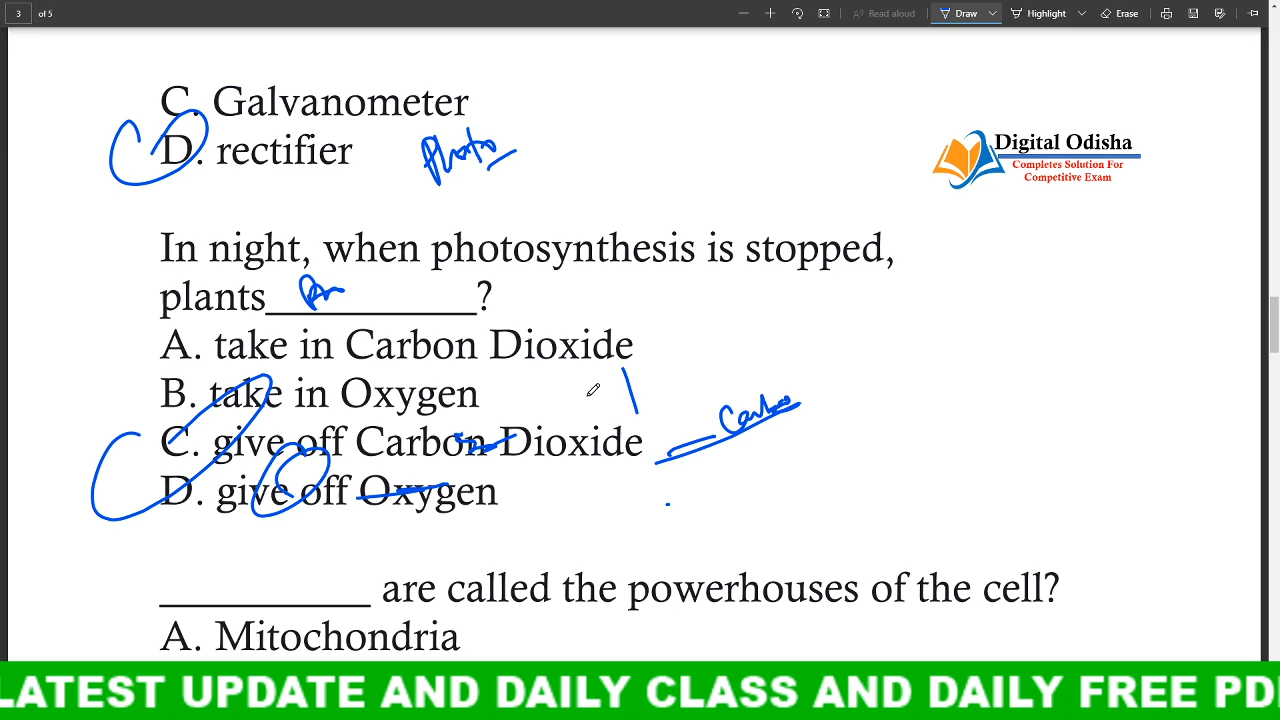 3 of 5
Read aloud
Draw
Highlight
Erase
C. Galvanometer
D. rectifier
Photo
Digital Odisha
Completes Solution For
Competitive Exam
In night, when photosynthesis is stopped,
plants__________?
A. take in Carbon Dioxide
B. take in Oxygen
C. give off Carbon Dioxide
D. give off Oxygen
__________ are called the powerhouses of the cell?
A. Mitochondria
LATEST UPDATE AND DAILY CLASS AND DAILY FREE PD